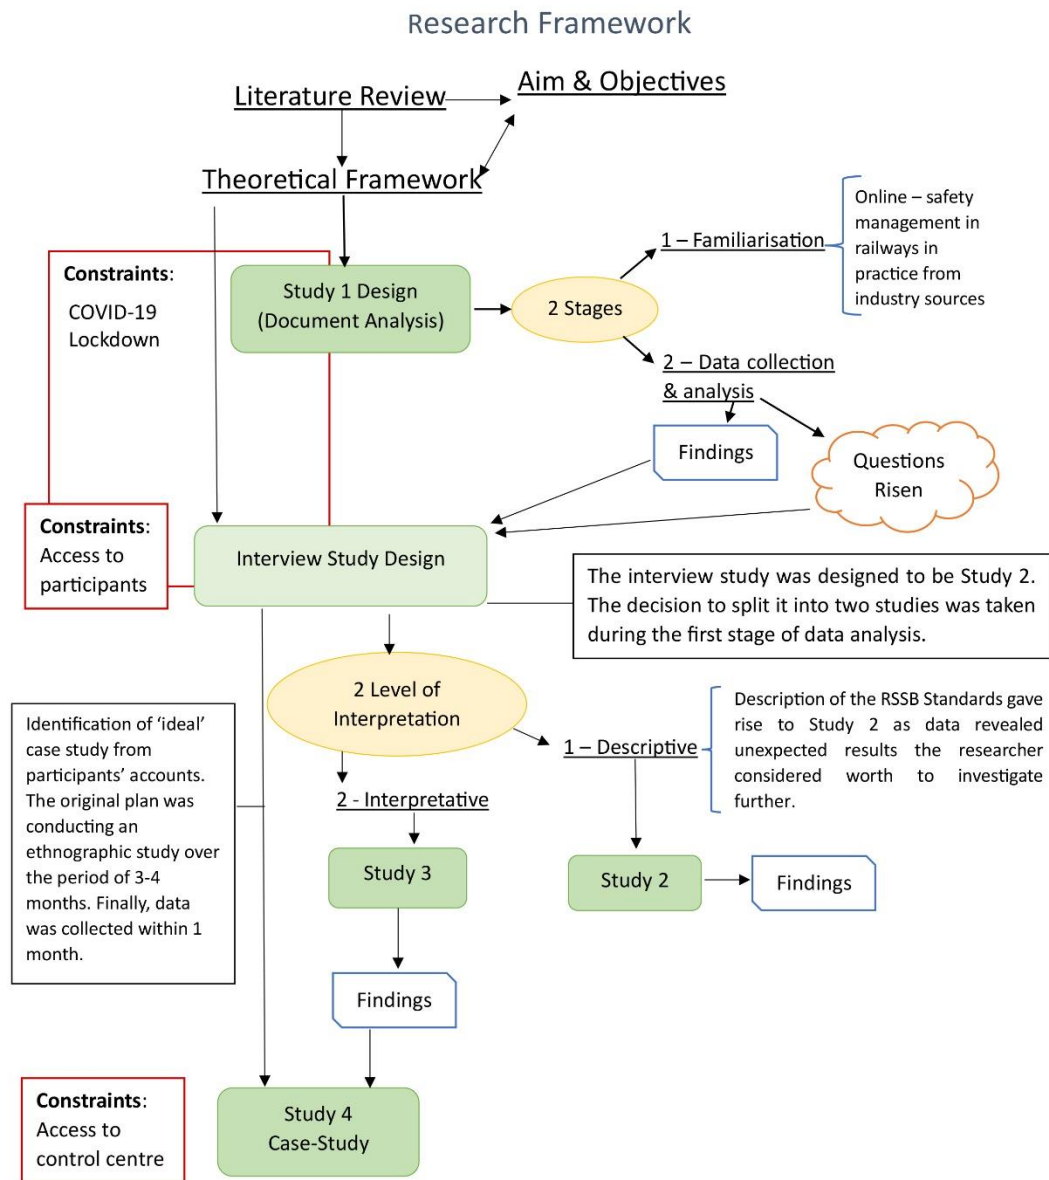 Research Framework
Literature Review
Aim & Objectives
Theoretical Framework
Constraints:
COVID-19
Lockdown
Study 1 Design
(Document Analysis)
2 Stages
1 – Familiarisation
Online – safety
management in
railways in
practice from
industry sources
2 – Data collection
& analysis
Findings
Questions
Risen
Constraints:
Access to
participants
Interview Study Design
The interview study was designed to be Study 2.
The decision to split it into two studies was taken
during the first stage of data analysis.
2 Level of
Interpretation
Identification of ‘ideal’
case study from
participants’ accounts.
The original plan was
conducting an
ethnographic study over
the period of 3-4
months. Finally, data
was collected within 1
month.
1 – Descriptive
Description of the RSSB Standards gave
rise to Study 2 as data revealed
unexpected results the researcher
considered worth to investigate
further.
2 - Interpretative
Study 3
Study 2
Findings
Findings
Constraints:
Access to
control centre
Study 4
Case-Study